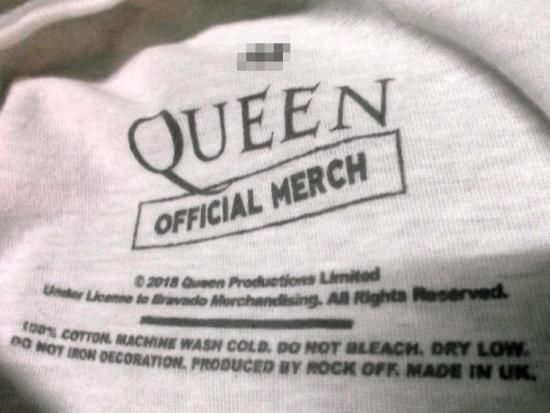 QUEEN
OFFICIAL MERCH
© 2018 Queen Productions Limited
Under License to Bravado Merchandising. All Rights Reserved.
100% COTTON. MACHINE WASH COLD. DO NOT BLEACH. DRY LOW.
DO NOT IRON DECORATION. PRODUCED BY ROCK OFF. MADE IN UK.